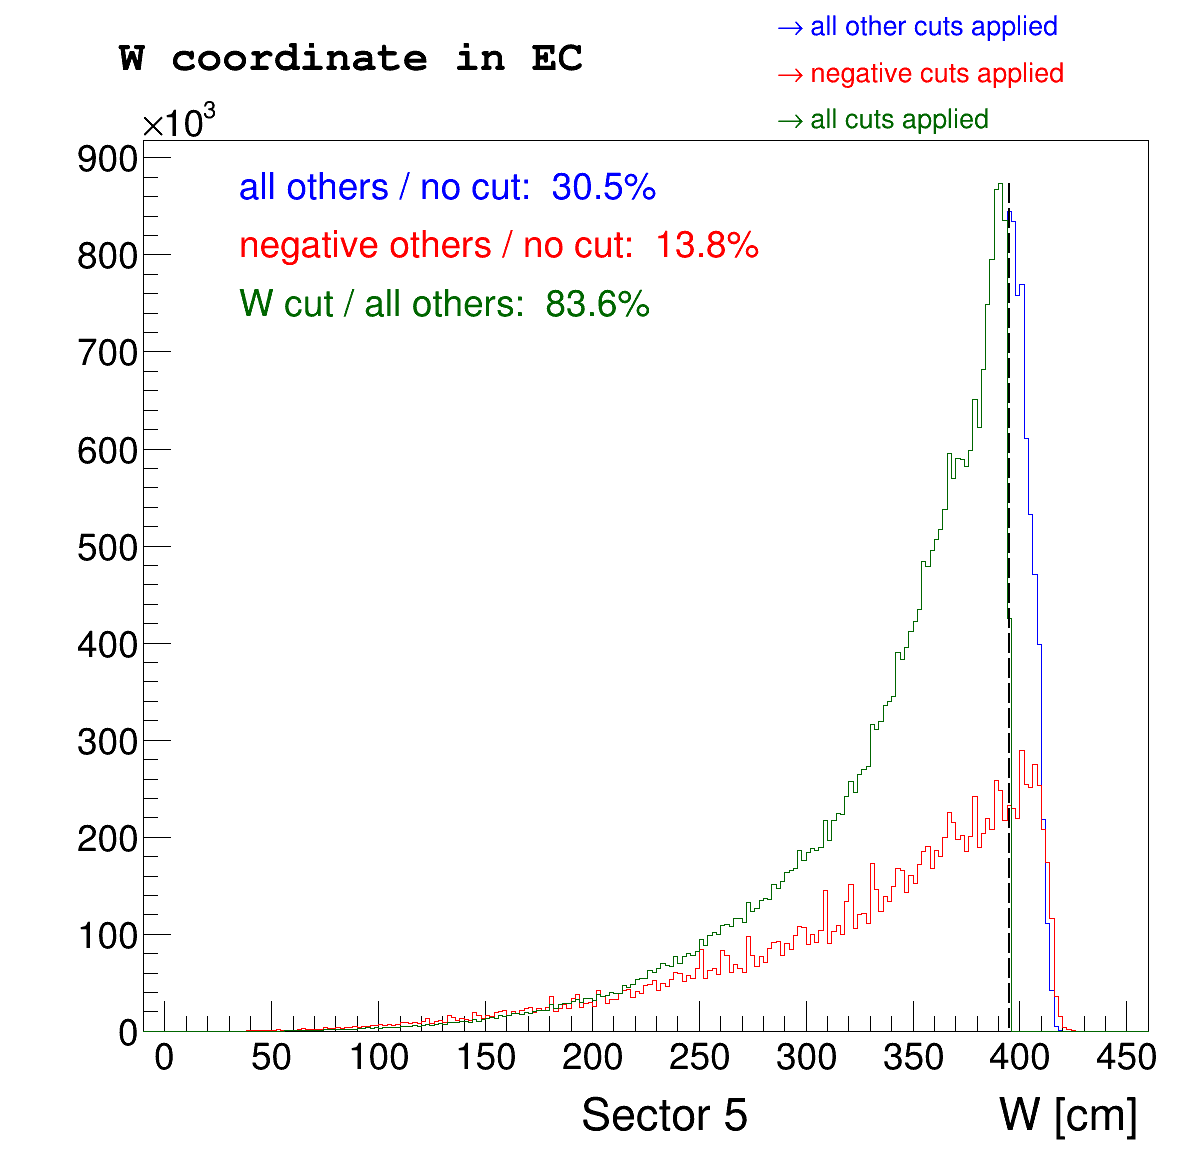 → all other cuts applied
W coordinate in EC
→ negative cuts applied
→ all cuts applied
×10³
900
all others / no cut: 30.5%
negative others / no cut: 13.8%
800
W cut / all others: 83.6%
700
600
500
400
300
200
100
0
0 50 100 150 200 250 300 350 400 450
Sector 5 W [cm]